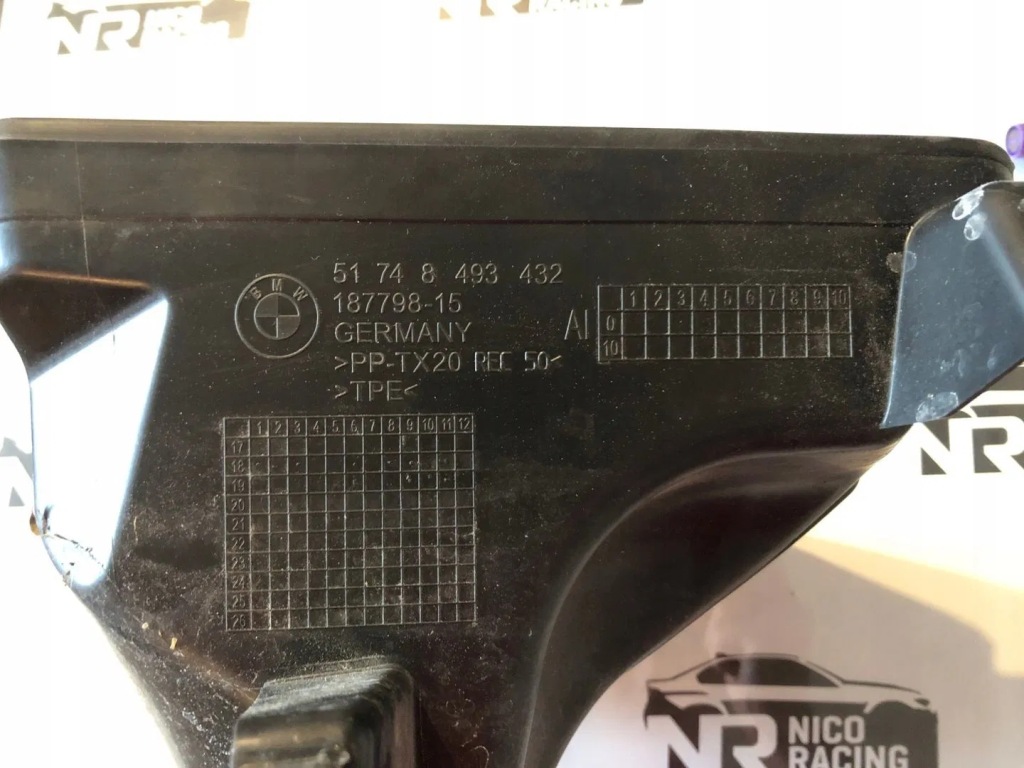 NR
NR
RACING
51 74 8 493 432
BMW
187798-15
GERMANY
>PP-TX20 REC 50<
>TPE<
AI
1 2 3 4 5 6 7 8 9 10
0
10
1 2 3 4 5 6 7 8 9 10 11 12
17
18
19
20
21
22
23
24
25
26
NR
NR
NICO
RACING